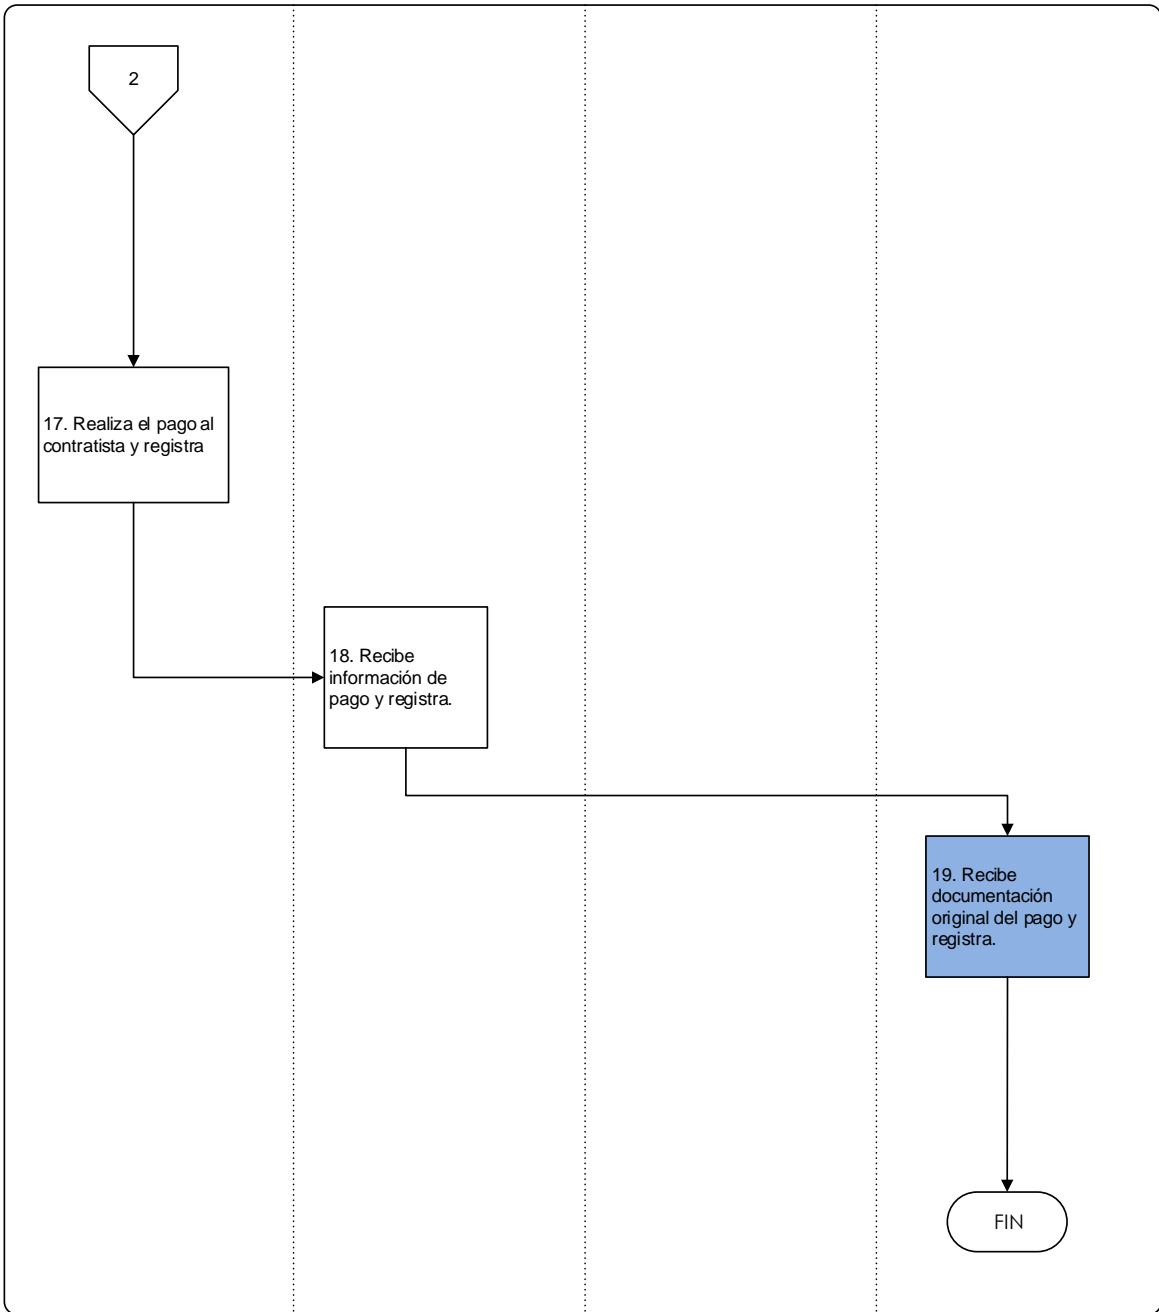 2
17. Realiza el pago al
contratista y registra
18. Recibe
información de
pago y registra.
19. Recibe
documentación
original del pago y
registra.
FIN